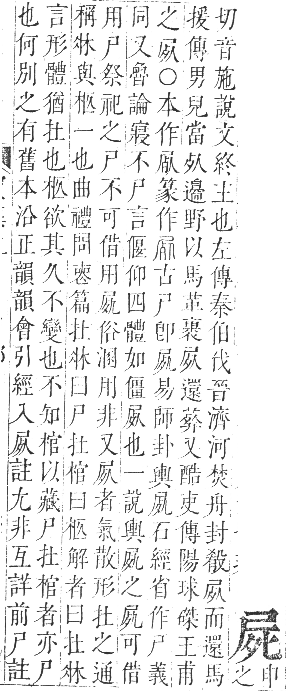 屍 之申
切音施說文終主也左傳秦伯伐晉濟河焚舟封殽屍而還馬
援傳男兒當死邊野以馬革裹屍還葬又酷吏傳陽球磔王甫
之屍○本作屍篆作屍古尸卽屍易師卦輿屍石經省作尸義
同又魯論寢不尸言偃仰四體如僵屍也一說輿屍之尸可借
用尸祭祀之尸不可借用屍俗溷用非又屍者氣散形在之通
稱牀與柩一也曲禮問喪篇在牀曰尸在棺曰柩解者曰在牀
言形體猶在也柩欲其久不變也不知棺以藏尸在棺者亦尸
也何別之有舊本沿正韻韻會引經入屍註尤非互詳前尸註